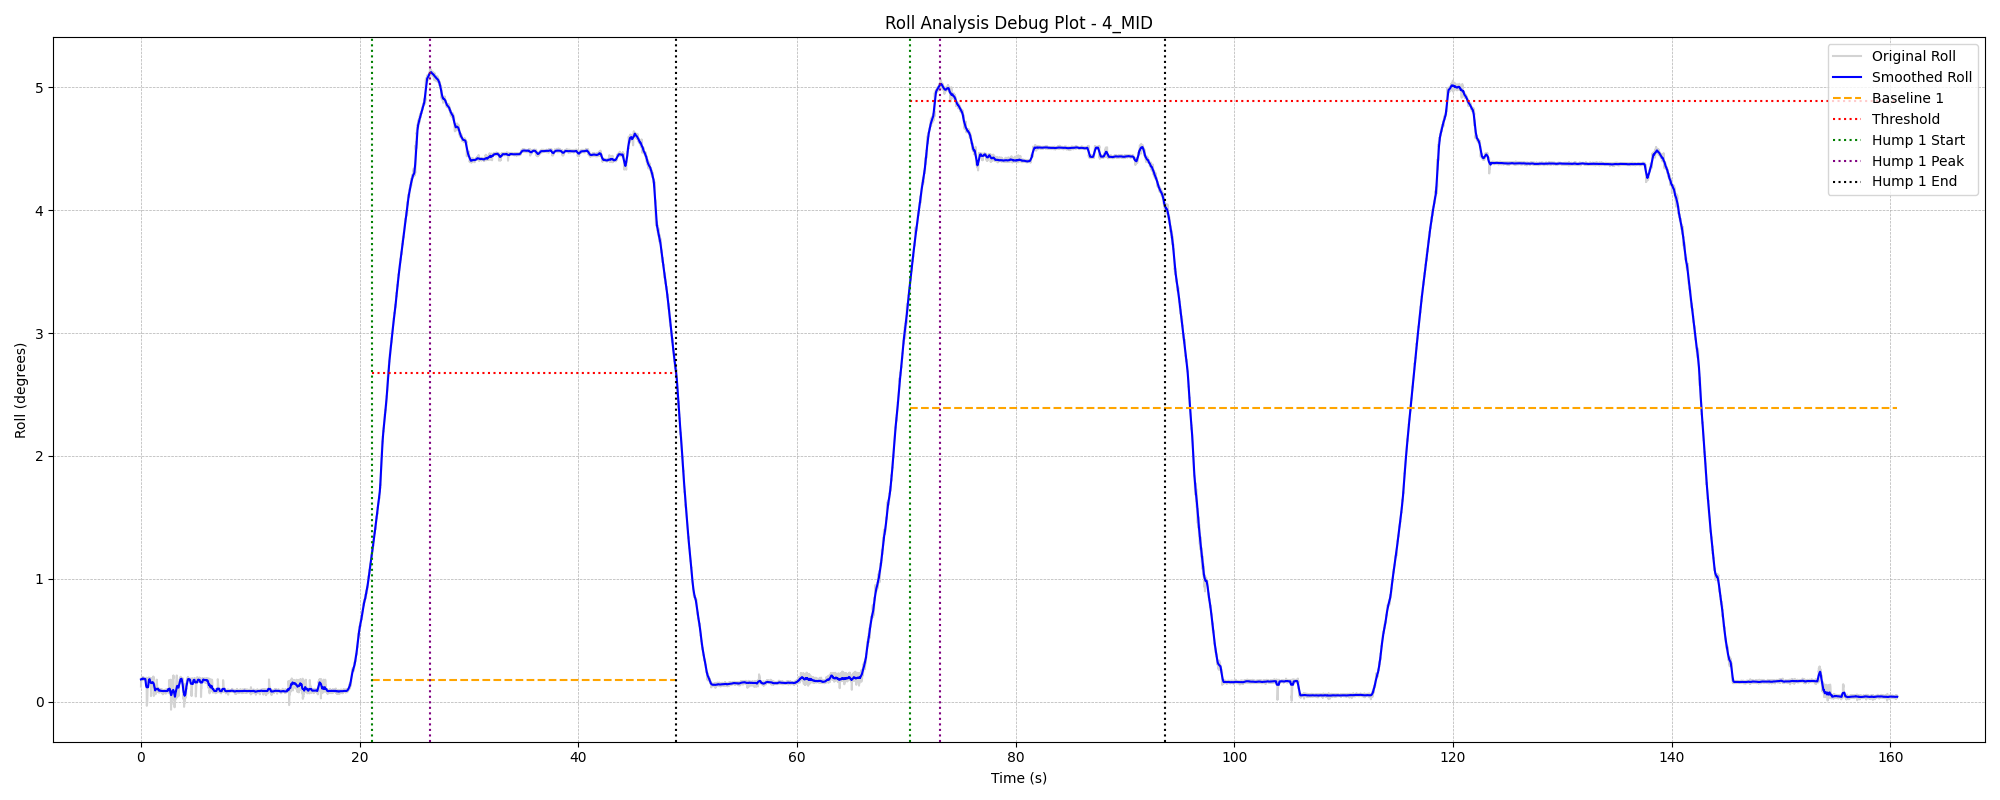 Roll Analysis Debug Plot - 4_MID
Original Roll
Smoothed Roll
Baseline 1
Threshold
Hump 1 Start
Hump 1 Peak
Hump 1 End
Roll (degrees)
5
4
3
2
1
0
0
20
40
60
80
100
120
140
160
Time (s)